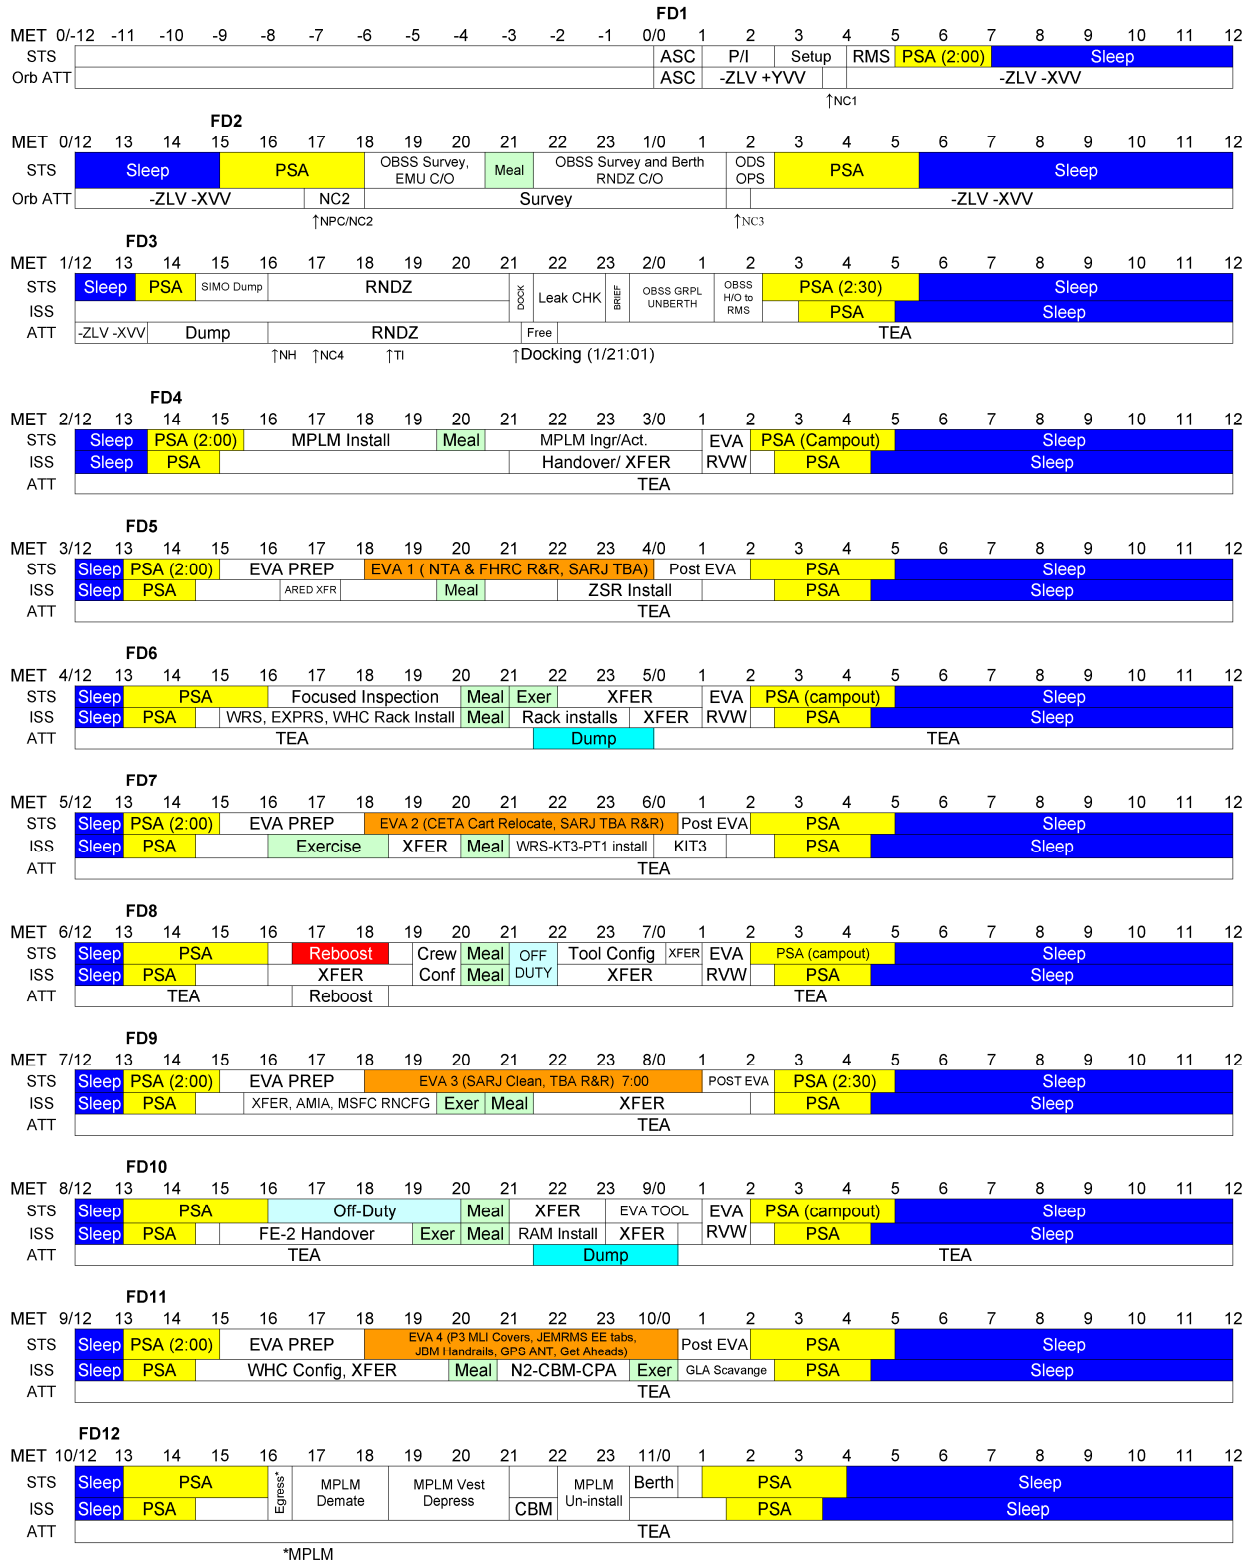 FD1
MET 0/-12 -11 -10 -9 -8 -7 -6 -5 -4 -3 -2 -1 0/0 1 2 3 4 5 6 7 8 9 10 11 12
STS ASC P/I Setup RMS PSA (2:00) Sleep
Orb ATT ASC -ZLV +YVV -ZLV -XVV
↑NC1
FD2
MET 0/12 13 14 15 16 17 18 19 20 21 22 23 1/0 1 2 3 4 5 6 7 8 9 10 11 12
STS Sleep PSA OBSS Survey, EMU C/O Meal OBSS Survey and Berth RNDZ C/O ODS OPS PSA Sleep
Orb ATT -ZLV -XVV NC2 Survey -ZLV -XVV
↑NPC/NC2 ↑NC3
FD3
MET 1/12 13 14 15 16 17 18 19 20 21 22 23 2/0 1 2 3 4 5 6 7 8 9 10 11 12
STS Sleep PSA SIMO Dump RNDZ DOCK Leak CHK BRIEF OBSS GRPL UNBERTH OBSS H/O to RMS PSA (2:30) Sleep
ISS PSA Sleep
ATT -ZLV -XVV Dump RNDZ Free TEA
↑NH ↑NC4 ↑TI ↑Docking (1/21:01)
FD4
MET 2/12 13 14 15 16 17 18 19 20 21 22 23 3/0 1 2 3 4 5 6 7 8 9 10 11 12
STS Sleep PSA (2:00) MPLM Install Meal MPLM Ingr/Act. EVA PSA (Campout) Sleep
ISS Sleep PSA Handover/ XFER RVW PSA Sleep
ATT TEA
FD5
MET 3/12 13 14 15 16 17 18 19 20 21 22 23 4/0 1 2 3 4 5 6 7 8 9 10 11 12
STS Sleep PSA (2:00) EVA PREP EVA 1 ( NTA & FHRC R&R, SARJ TBA) Post EVA PSA Sleep
ISS Sleep PSA ARED XFR Meal ZSR Install PSA Sleep
ATT TEA
FD6
MET 4/12 13 14 15 16 17 18 19 20 21 22 23 5/0 1 2 3 4 5 6 7 8 9 10 11 12
STS Sleep PSA Focused Inspection Meal Exer XFER EVA PSA (campout) Sleep
ISS Sleep PSA WRS, EXPRS, WHC Rack Install Meal Rack installs XFER RVW PSA Sleep
ATT TEA Dump TEA
FD7
MET 5/12 13 14 15 16 17 18 19 20 21 22 23 6/0 1 2 3 4 5 6 7 8 9 10 11 12
STS Sleep PSA (2:00) EVA PREP EVA 2 (CETA Cart Relocate, SARJ TBA R&R) Post EVA PSA Sleep
ISS Sleep PSA Exercise XFER Meal WRS-KT3-PT1 install KIT3 PSA Sleep
ATT TEA
FD8
MET 6/12 13 14 15 16 17 18 19 20 21 22 23 7/0 1 2 3 4 5 6 7 8 9 10 11 12
STS Sleep PSA Reboost Crew Meal OFF Tool Config XFER EVA PSA (campout) Sleep
ISS Sleep PSA XFER Conf Meal DUTY XFER RVW PSA Sleep
ATT TEA Reboost TEA
FD9
MET 7/12 13 14 15 16 17 18 19 20 21 22 23 8/0 1 2 3 4 5 6 7 8 9 10 11 12
STS Sleep PSA (2:00) EVA PREP EVA 3 (SARJ Clean, TBA R&R) 7:00 POST EVA PSA (2:30) Sleep
ISS Sleep PSA XFER, AMIA, MSFC RNCFG Exer Meal XFER PSA Sleep
ATT TEA
FD10
MET 8/12 13 14 15 16 17 18 19 20 21 22 23 9/0 1 2 3 4 5 6 7 8 9 10 11 12
STS Sleep PSA Off-Duty Meal XFER EVA TOOL EVA PSA (campout) Sleep
ISS Sleep PSA FE-2 Handover Exer Meal RAM Install XFER RVW PSA Sleep
ATT TEA Dump TEA
FD11
MET 9/12 13 14 15 16 17 18 19 20 21 22 23 10/0 1 2 3 4 5 6 7 8 9 10 11 12
STS Sleep PSA (2:00) EVA PREP EVA 4 (P3 MLI Covers, JEMRMS EE tabs, JBM Handrails, GPS ANT, Get Aheads) Post EVA PSA Sleep
ISS Sleep PSA WHC Config, XFER Meal N2-CBM-CPA Exer GLA Scavange PSA Sleep
ATT TEA
FD12
MET 10/12 13 14 15 16 17 18 19 20 21 22 23 11/0 1 2 3 4 5 6 7 8 9 10 11 12
STS Sleep PSA Egress* MPLM Demate MPLM Vest Depress MPLM Un-install Berth PSA Sleep
ISS Sleep PSA CBM PSA Sleep
ATT TEA
*MPLM